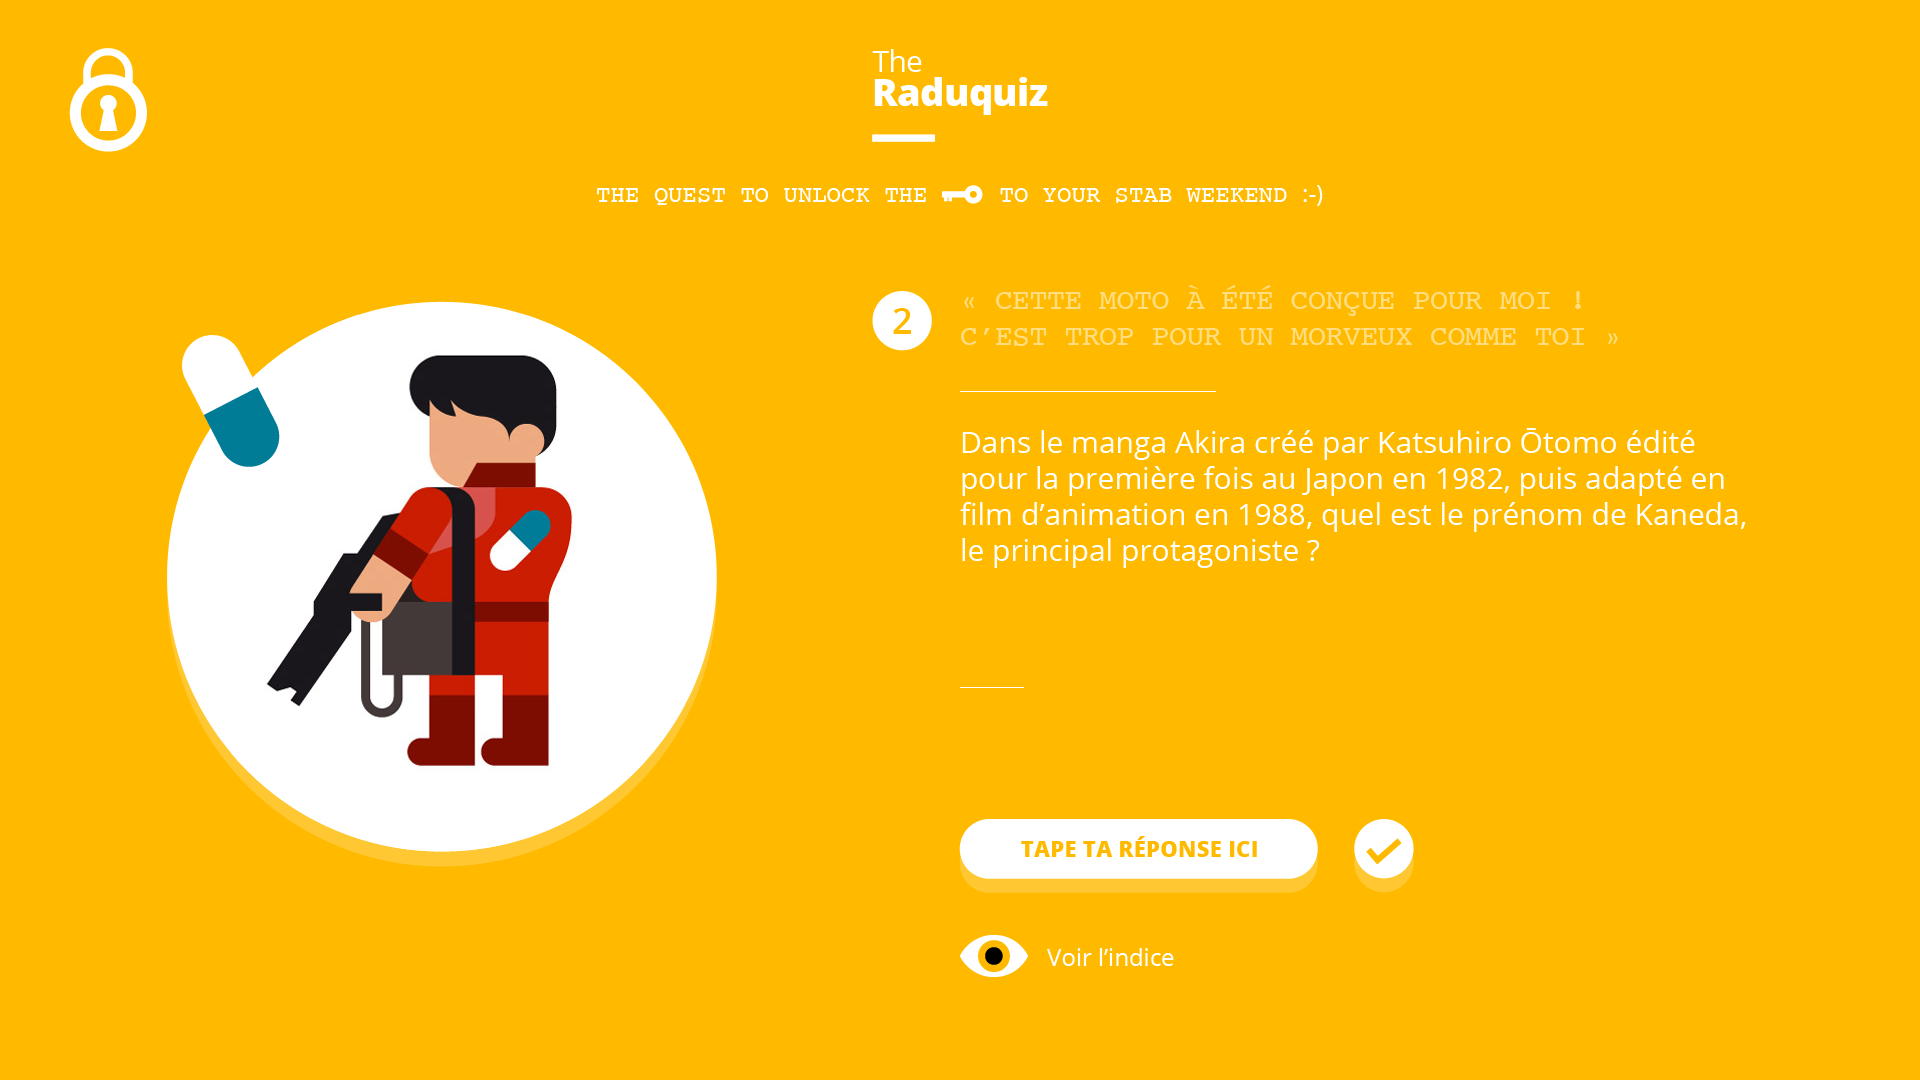 The
Raduquiz
THE QUEST TO UNLOCK THE TO YOUR STAB WEEKEND :-)
2
« CETTE MOTO À ÉTÉ CONÇUE POUR MOI !
C’EST TROP POUR UN MORVEUX COMME TOI »
Dans le manga Akira créé par Katsuhiro Ōtomo édité
pour la première fois au Japon en 1982, puis adapté en
film d’animation en 1988, quel est le prénom de Kaneda,
le principal protagoniste ?
TAPE TA RÉPONSE ICI
Voir l’indice